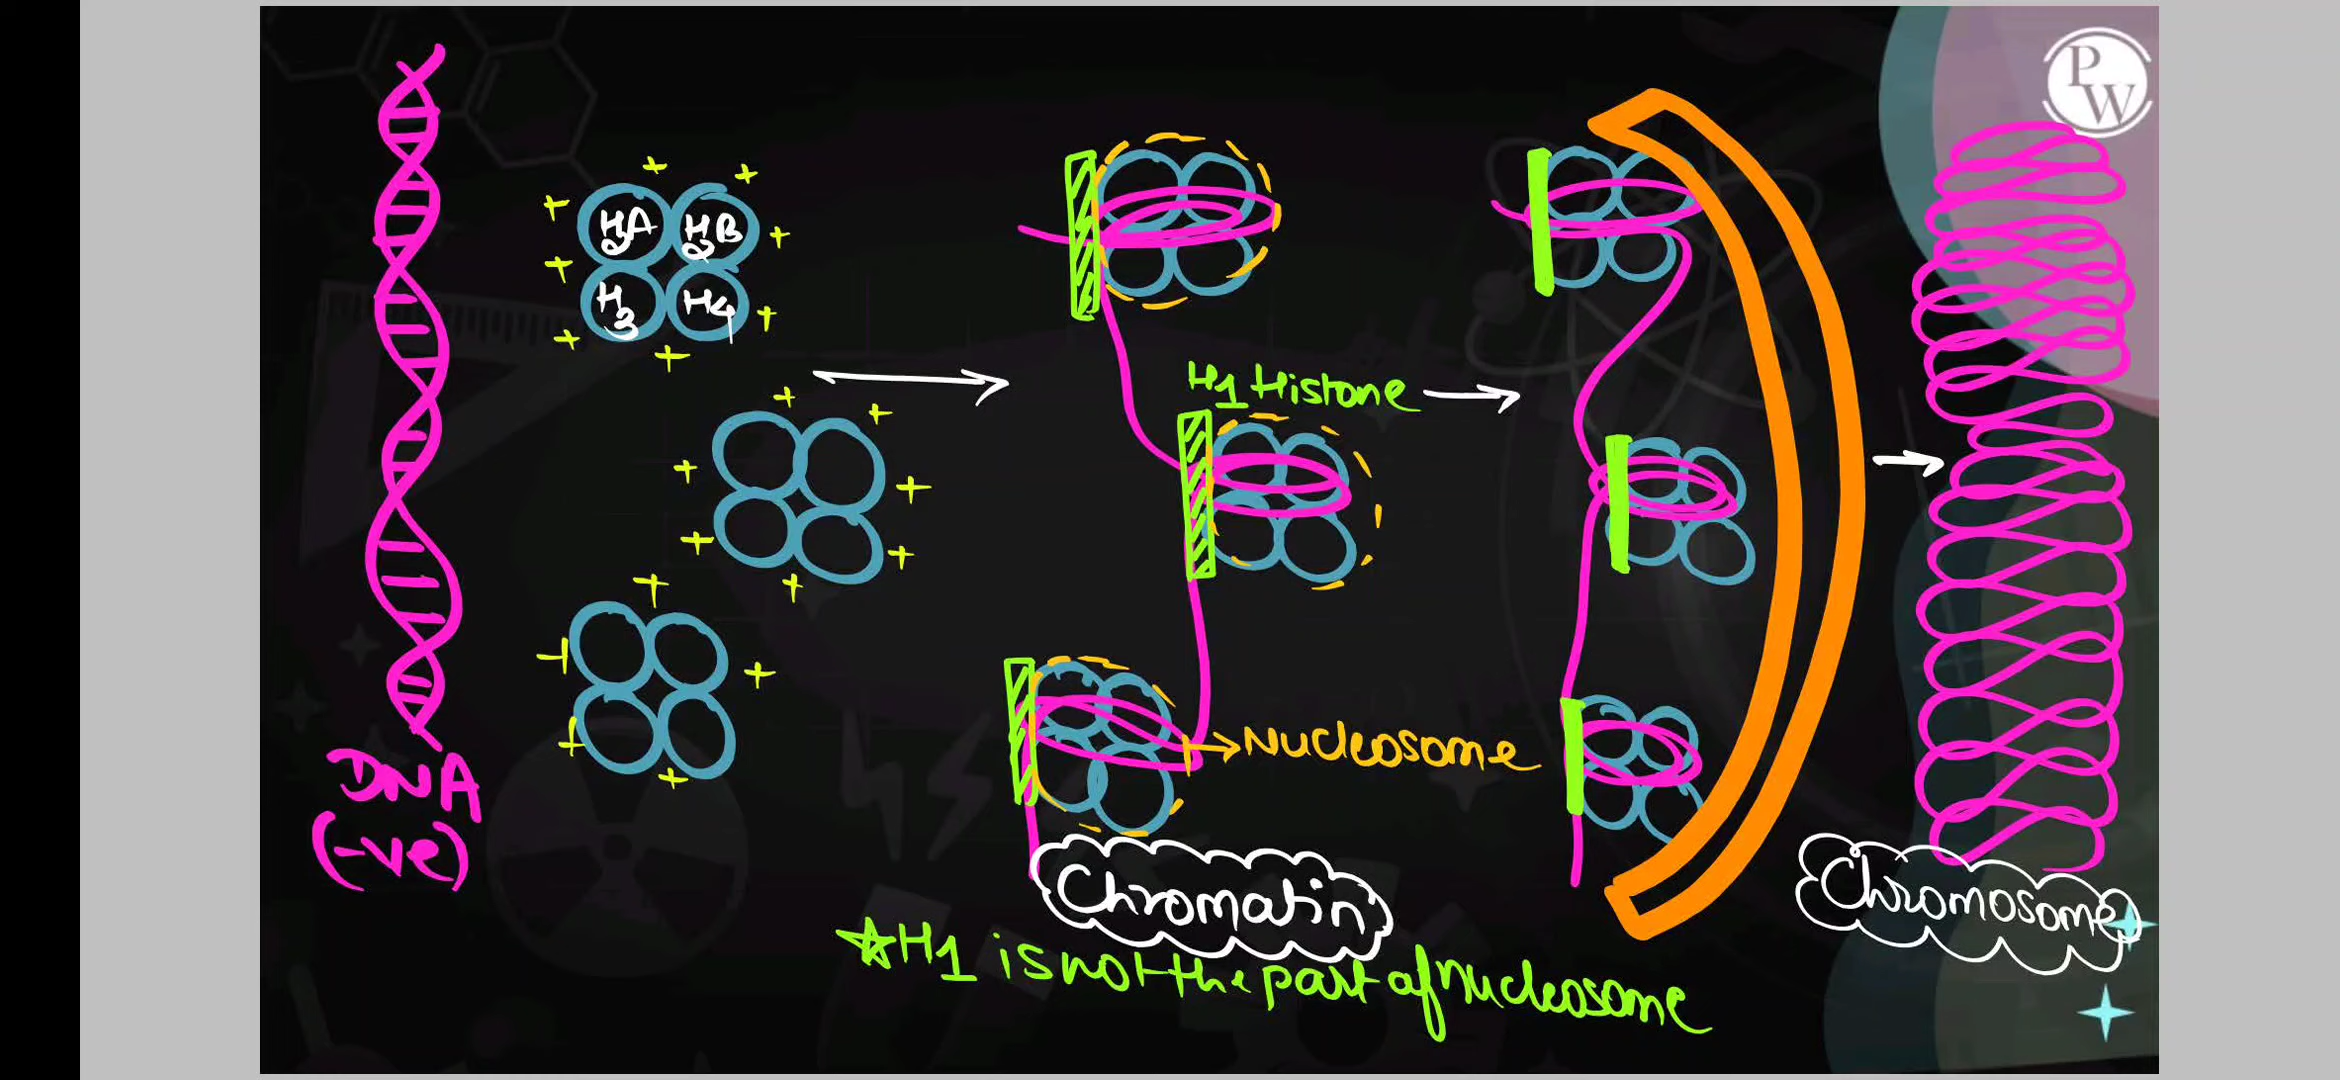 PW
H2A H2B
H3 H4
H1 Histone
Nucleosome
DNA
(-ve)
Chromatin
Chromosome
H1 is not the part of Nucleosome